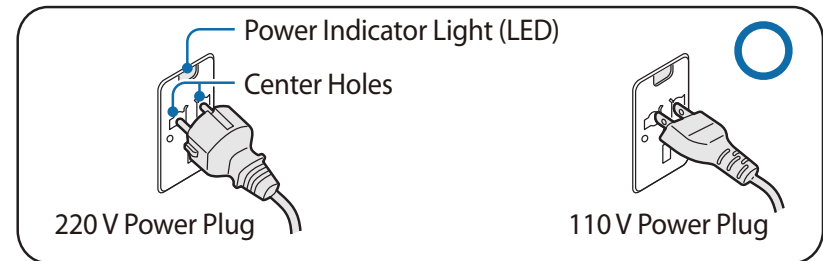 Power Indicator Light (LED)
Center Holes
220 V Power Plug
110 V Power Plug